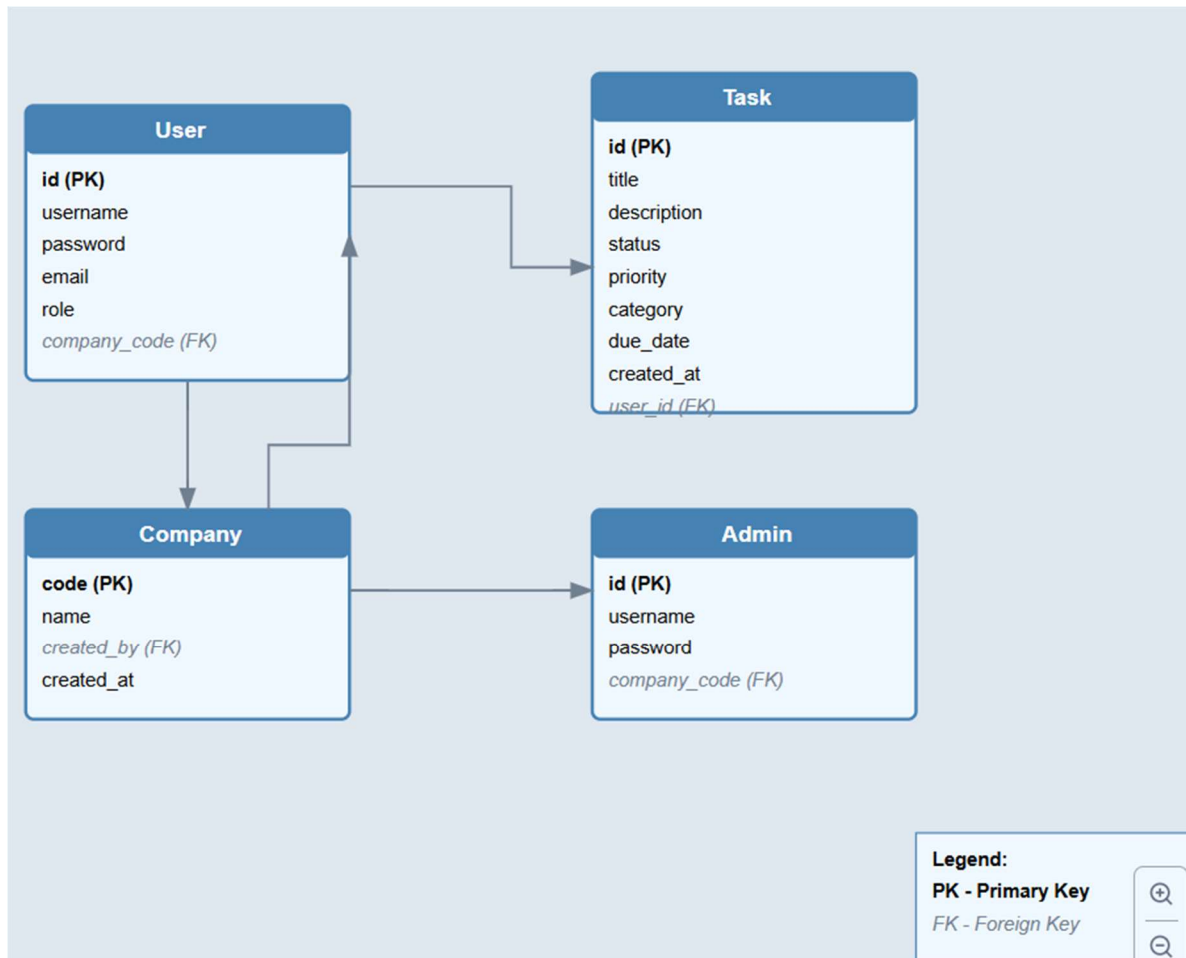 User
id (PK)
username
password
email
role
company_code (FK)
Task
id (PK)
title
description
status
priority
category
due_date
created_at
user_id (FK)
Company
code (PK)
name
created_by (FK)
created_at
Admin
id (PK)
username
password
company_code (FK)
Legend:
PK - Primary Key
FK - Foreign Key